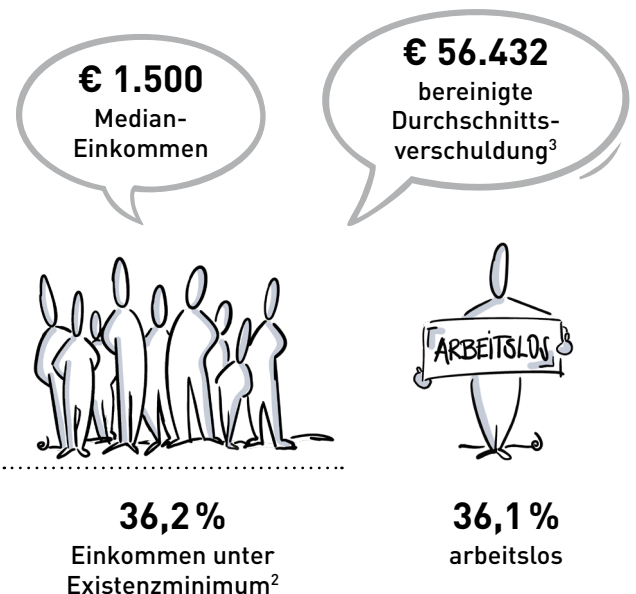 € 1.500
Median-
Einkommen
€ 56.432
bereinigte
Durchschnitts-
verschuldung³
ARBEITSLOS
36,2 %
Einkommen unter
Existenzminimum²
36,1 %
arbeitslos